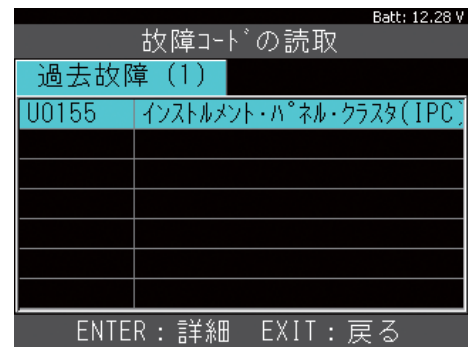 Batt: 12.28 V
故障ｺｰﾄﾞの読取
過去故障 (1)
U0155 ｲﾝｽﾄﾙﾒﾝﾄ・ﾊﾟﾈﾙ・ｸﾗｽﾀ(IPC)
ENTER：詳細 EXIT：戻る